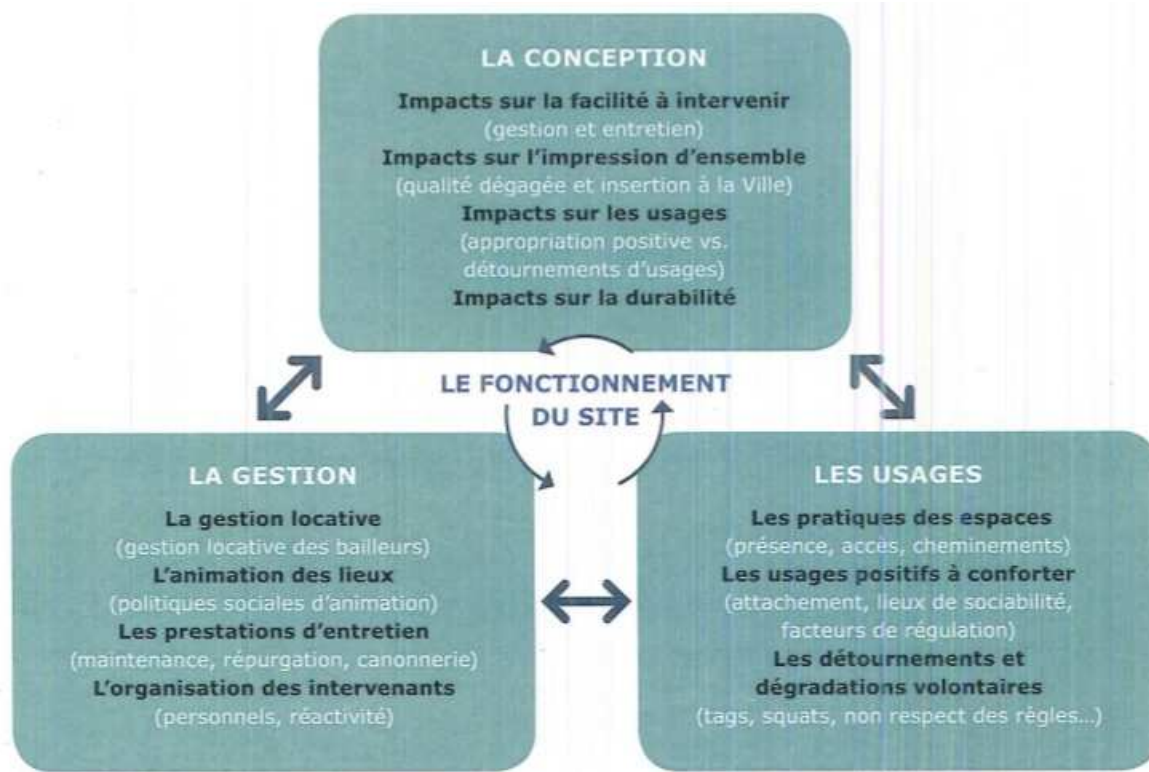 LA CONCEPTION
Impacts sur la facilité à intervenir
(gestion et entretien)
Impacts sur l'impression d'ensemble
(qualité dégagée et insertion à la Ville)
Impacts sur les usages
(appropriation positive vs.
détournements d'usages)
Impacts sur la durabilité
LE FONCTIONNEMENT
DU SITE
LA GESTION
La gestion locative
(gestion locative des bailleurs)
L'animation des lieux
(politiques sociales d'animation)
Les prestations d'entretien
(maintenance, répurgation, canonnerie)
L'organisation des intervenants
(personnels, réactivité)
LES USAGES
Les pratiques des espaces
(présence, accès, cheminements)
Les usages positifs à conforter
(attachement, lieux de sociabilité,
facteurs de régulation)
Les détournements et
dégradations volontaires
(tags, squats, non respect des règles...)